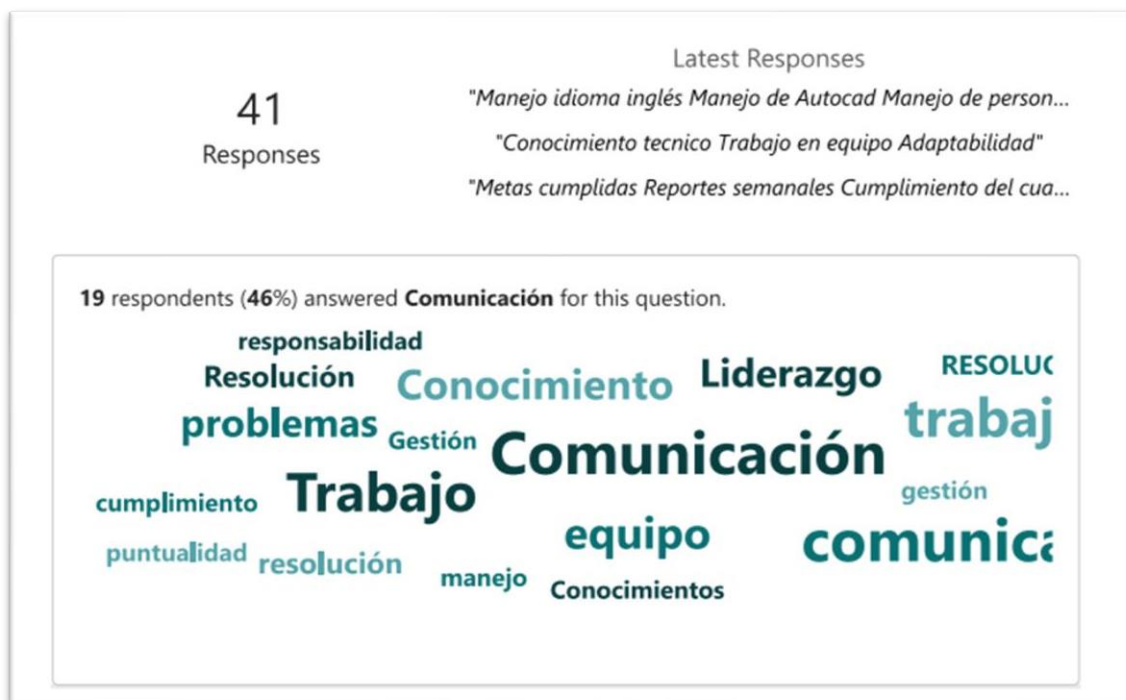 41
Responses
Latest Responses
"Manejo idioma inglés Manejo de Autocad Manejo de person...
"Conocimiento tecnico Trabajo en equipo Adaptabilidad"
"Metas cumplidas Reportes semanales Cumplimiento del cua...
19 respondents (46%) answered Comunicación for this question.
responsabilidad
Resolución Conocimiento Liderazgo RESOLUC
problemas Gestión Comunicación trabaj
cumplimiento Trabajo gestión
equipo comunica
puntualidad resolución manejo Conocimientos